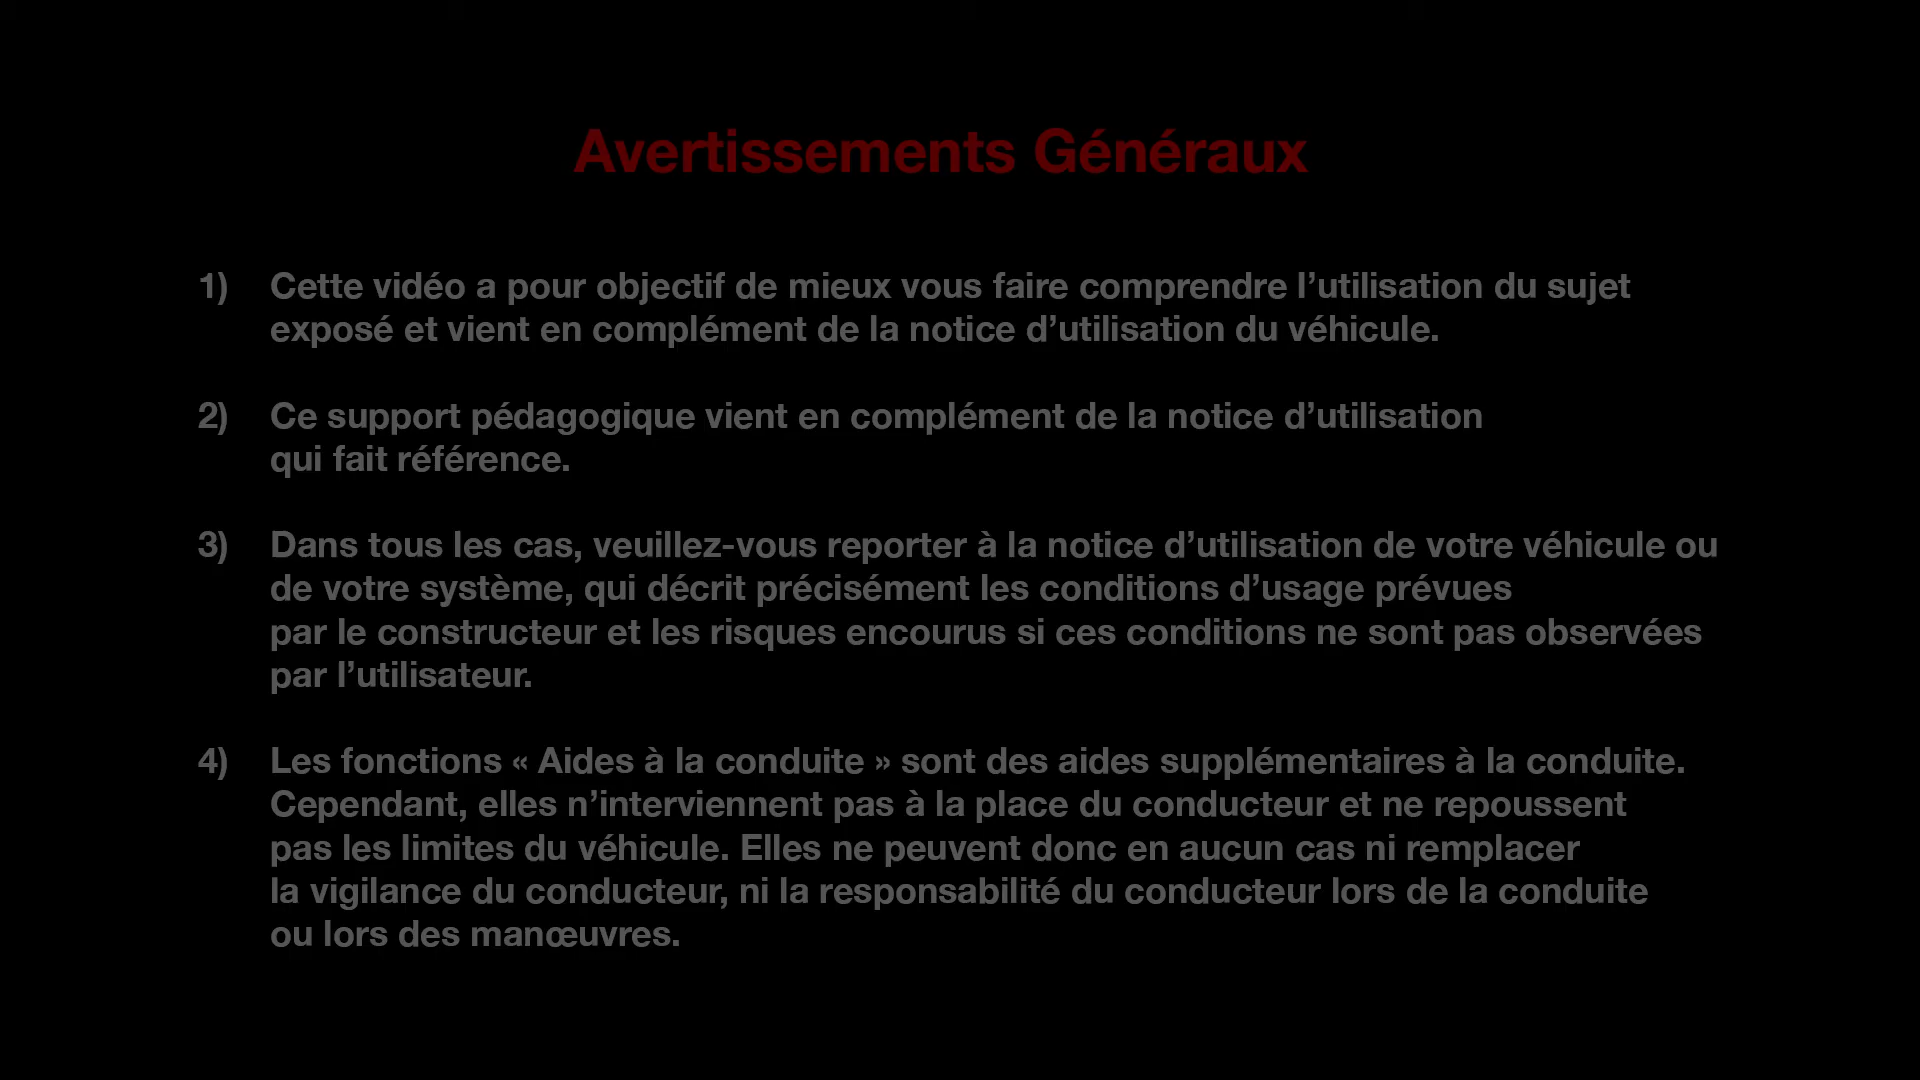 Avertissements Généraux
1) Cette vidéo a pour objectif de mieux vous faire comprendre l’utilisation du sujet
exposé et vient en complément de la notice d’utilisation du véhicule.
2) Ce support pédagogique vient en complément de la notice d’utilisation
qui fait référence.
3) Dans tous les cas, veuillez-vous reporter à la notice d’utilisation de votre véhicule ou
de votre système, qui décrit précisément les conditions d’usage prévues
par le constructeur et les risques encourus si ces conditions ne sont pas observées
par l’utilisateur.
4) Les fonctions « Aides à la conduite » sont des aides supplémentaires à la conduite.
Cependant, elles n’interviennent pas à la place du conducteur et ne repoussent
pas les limites du véhicule. Elles ne peuvent donc en aucun cas ni remplacer
la vigilance du conducteur, ni la responsabilité du conducteur lors de la conduite
ou lors des manœuvres.